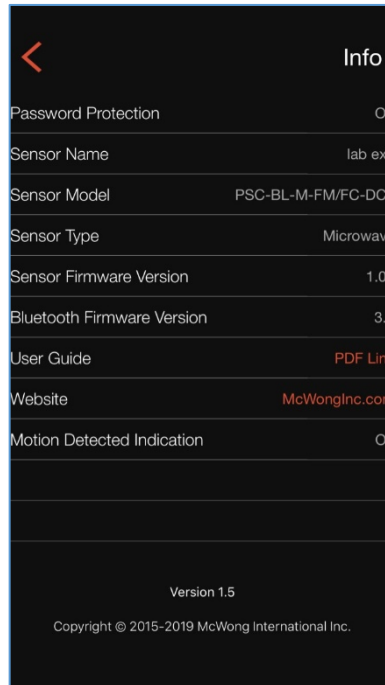 Info
Password Protection O
Sensor Name lab ex
Sensor Model PSC-BL-M-FM/FC-DC
Sensor Type Microwav
Sensor Firmware Version 1.0
Bluetooth Firmware Version 3.
User Guide PDF Lin
Website McWongInc.com
Motion Detected Indication O
Version 1.5
Copyright © 2015-2019 McWong International Inc.